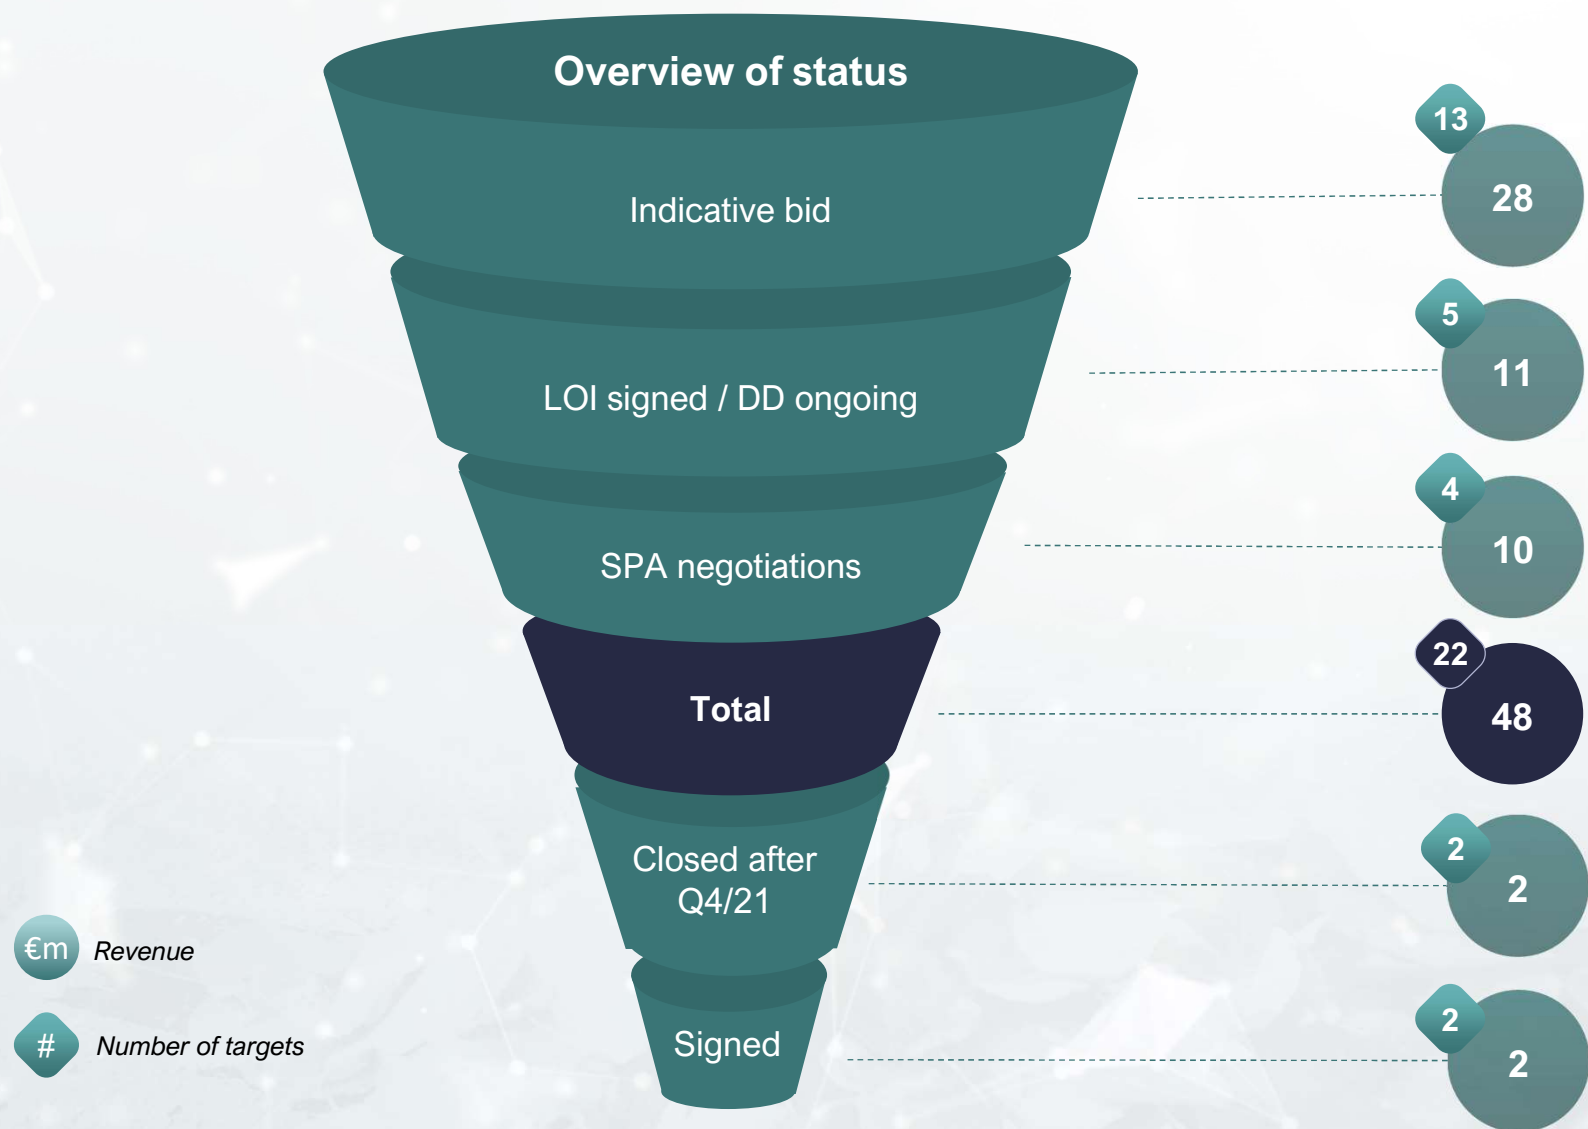 Overview of status
13
Indicative bid
28
5
LOI signed / DD ongoing
11
4
SPA negotiations
10
22
Total
48
2
Closed after
Q4/21
2
€m Revenue
2
Signed
2
# Number of targets